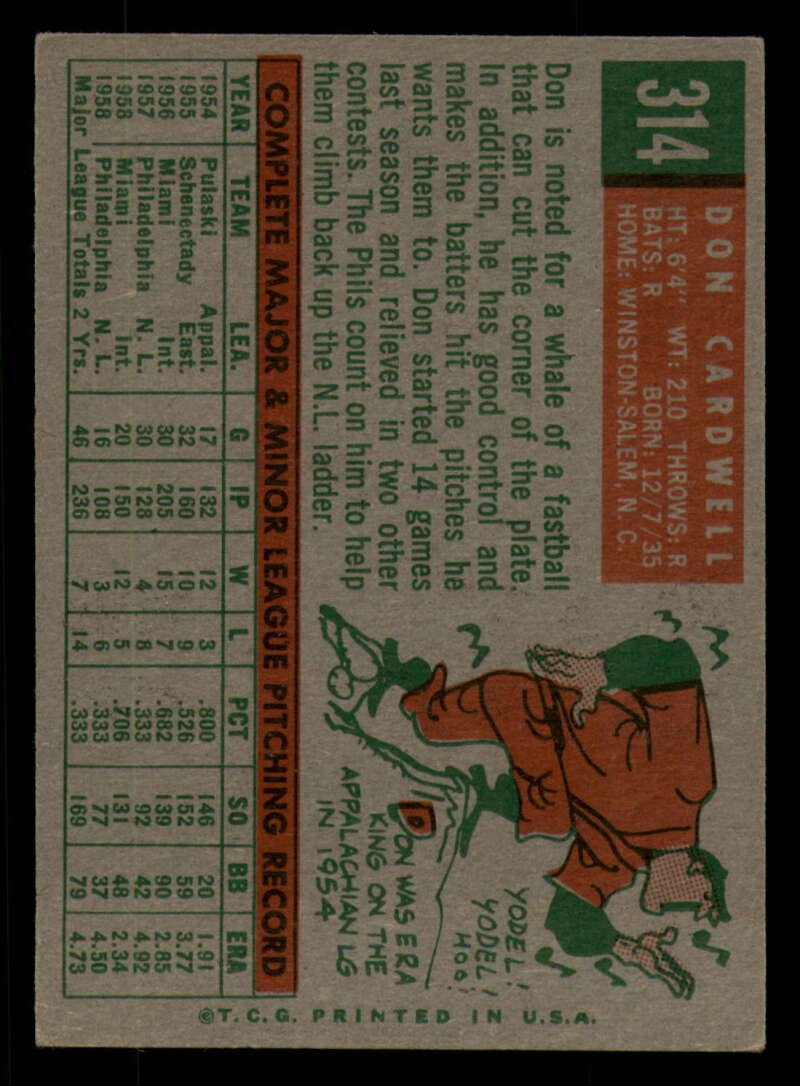 314
DON CARDWELL
HT: 6'4" WT: 210 THROWS: R
BATS: R BORN: 12/7/35
HOME: WINSTON-SALEM, N. C.
Don is noted for a whale of a fastball
that can cut the corner of the plate.
In addition, he has good control and
makes the batters hit the pitches he
wants them to. Don started 14 games
last season and relieved in two other
contests. The Phils count on him to help
them climb back up the N.L. ladder.
YODEL!
YODEL!
HOO!
DON WAS ERA
KING ON THE
APPALACHIAN LG
IN 1954
COMPLETE MAJOR & MINOR LEAGUE PITCHING RECORD
YEAR TEAM LEA. G IP W L PCT SO BB ERA
1954 Pulaski Appal. 17 132 12 3 .800 146 20 1.91
1955 Schenectady East. 32 160 10 9 .526 152 59 3.77
1956 Miami Int. 30 205 15 7 .682 139 90 2.85
1957 Philadelphia N. L. 30 128 4 8 .333 92 42 4.92
1958 Miami Int. 20 150 12 5 .706 131 48 2.34
1958 Philadelphia N. L. 16 108 3 6 .333 77 37 4.50
Major League Totals 2 Yrs. 46 236 7 14 .333 169 79 4.73
©T.C.G. PRINTED IN U.S.A.